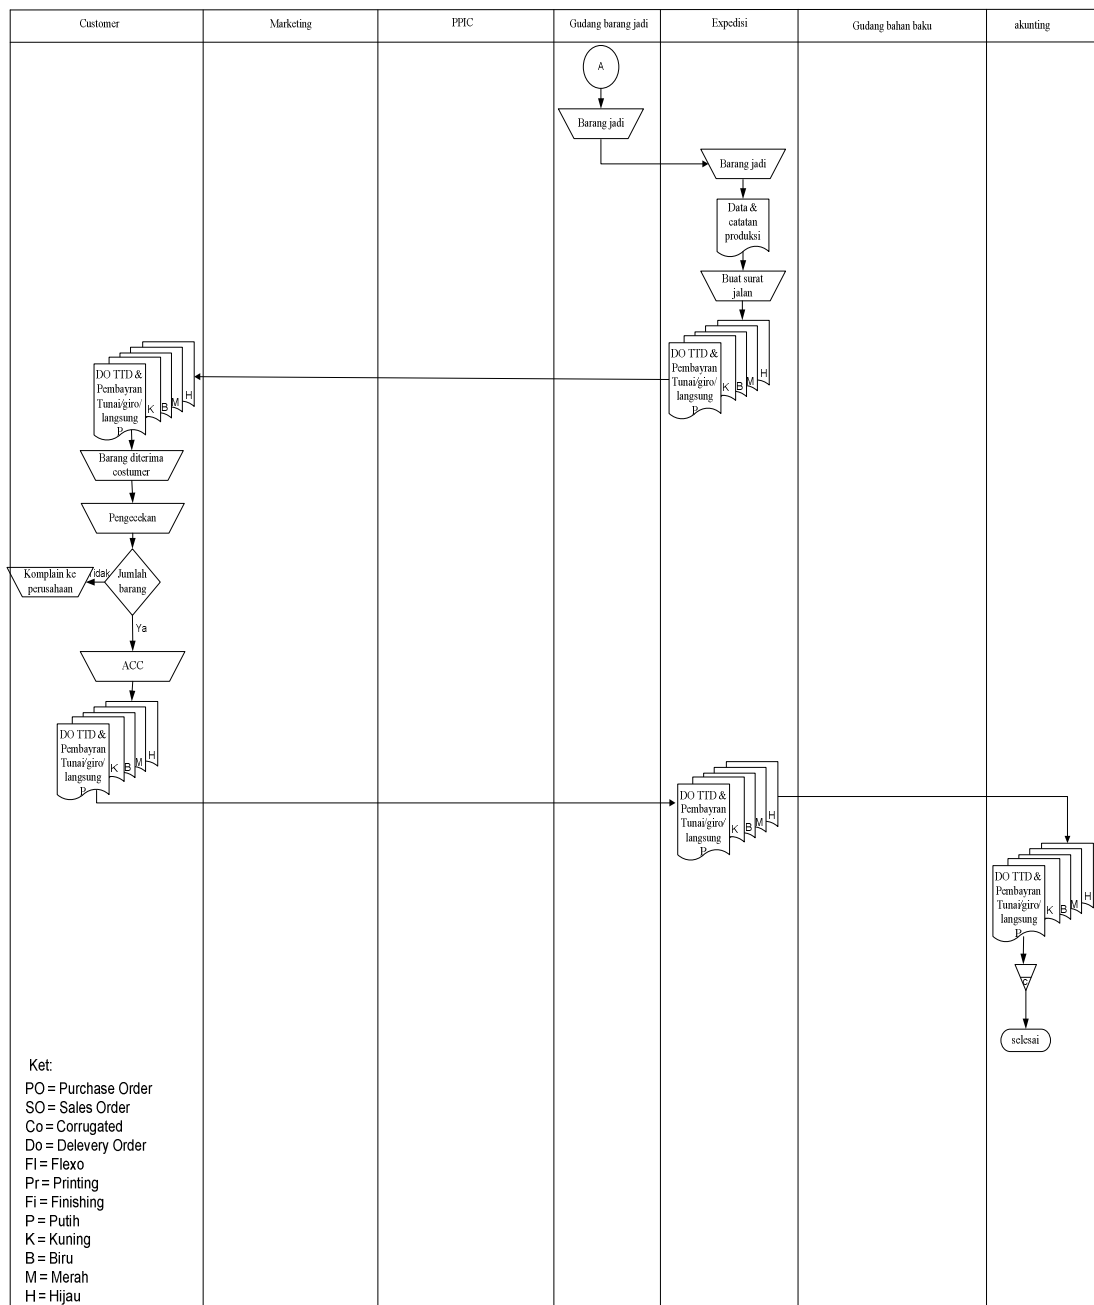 Customer
Marketing
PPIC
Gudang barang jadi
Expedisi
Gudang bahan baku
akunting
A
Barang jadi
Barang jadi
Data &
catatan
produksi
Buat surat
jalan
DO TTD &
Pembayran
Tunai/giro/
langsung
P
K
B
M
H
DO TTD &
Pembayran
Tunai/giro/
langsung
P
K
B
M
H
Barang diterima
costumer
Pengecekan
Jumlah
barang
Tidak
Komplain ke
perusahaan
Ya
ACC
DO TTD &
Pembayran
Tunai/giro/
langsung
P
K
B
M
H
DO TTD &
Pembayran
Tunai/giro/
langsung
P
K
B
M
H
DO TTD &
Pembayran
Tunai/giro/
langsung
P
K
B
M
H
c
selesai
Ket:
PO = Purchase Order
SO = Sales Order
Co = Corrugated
Do = Delevery Order
Fl = Flexo
Pr = Printing
Fi = Finishing
P = Putih
K = Kuning
B = Biru
M = Merah
H = Hijau